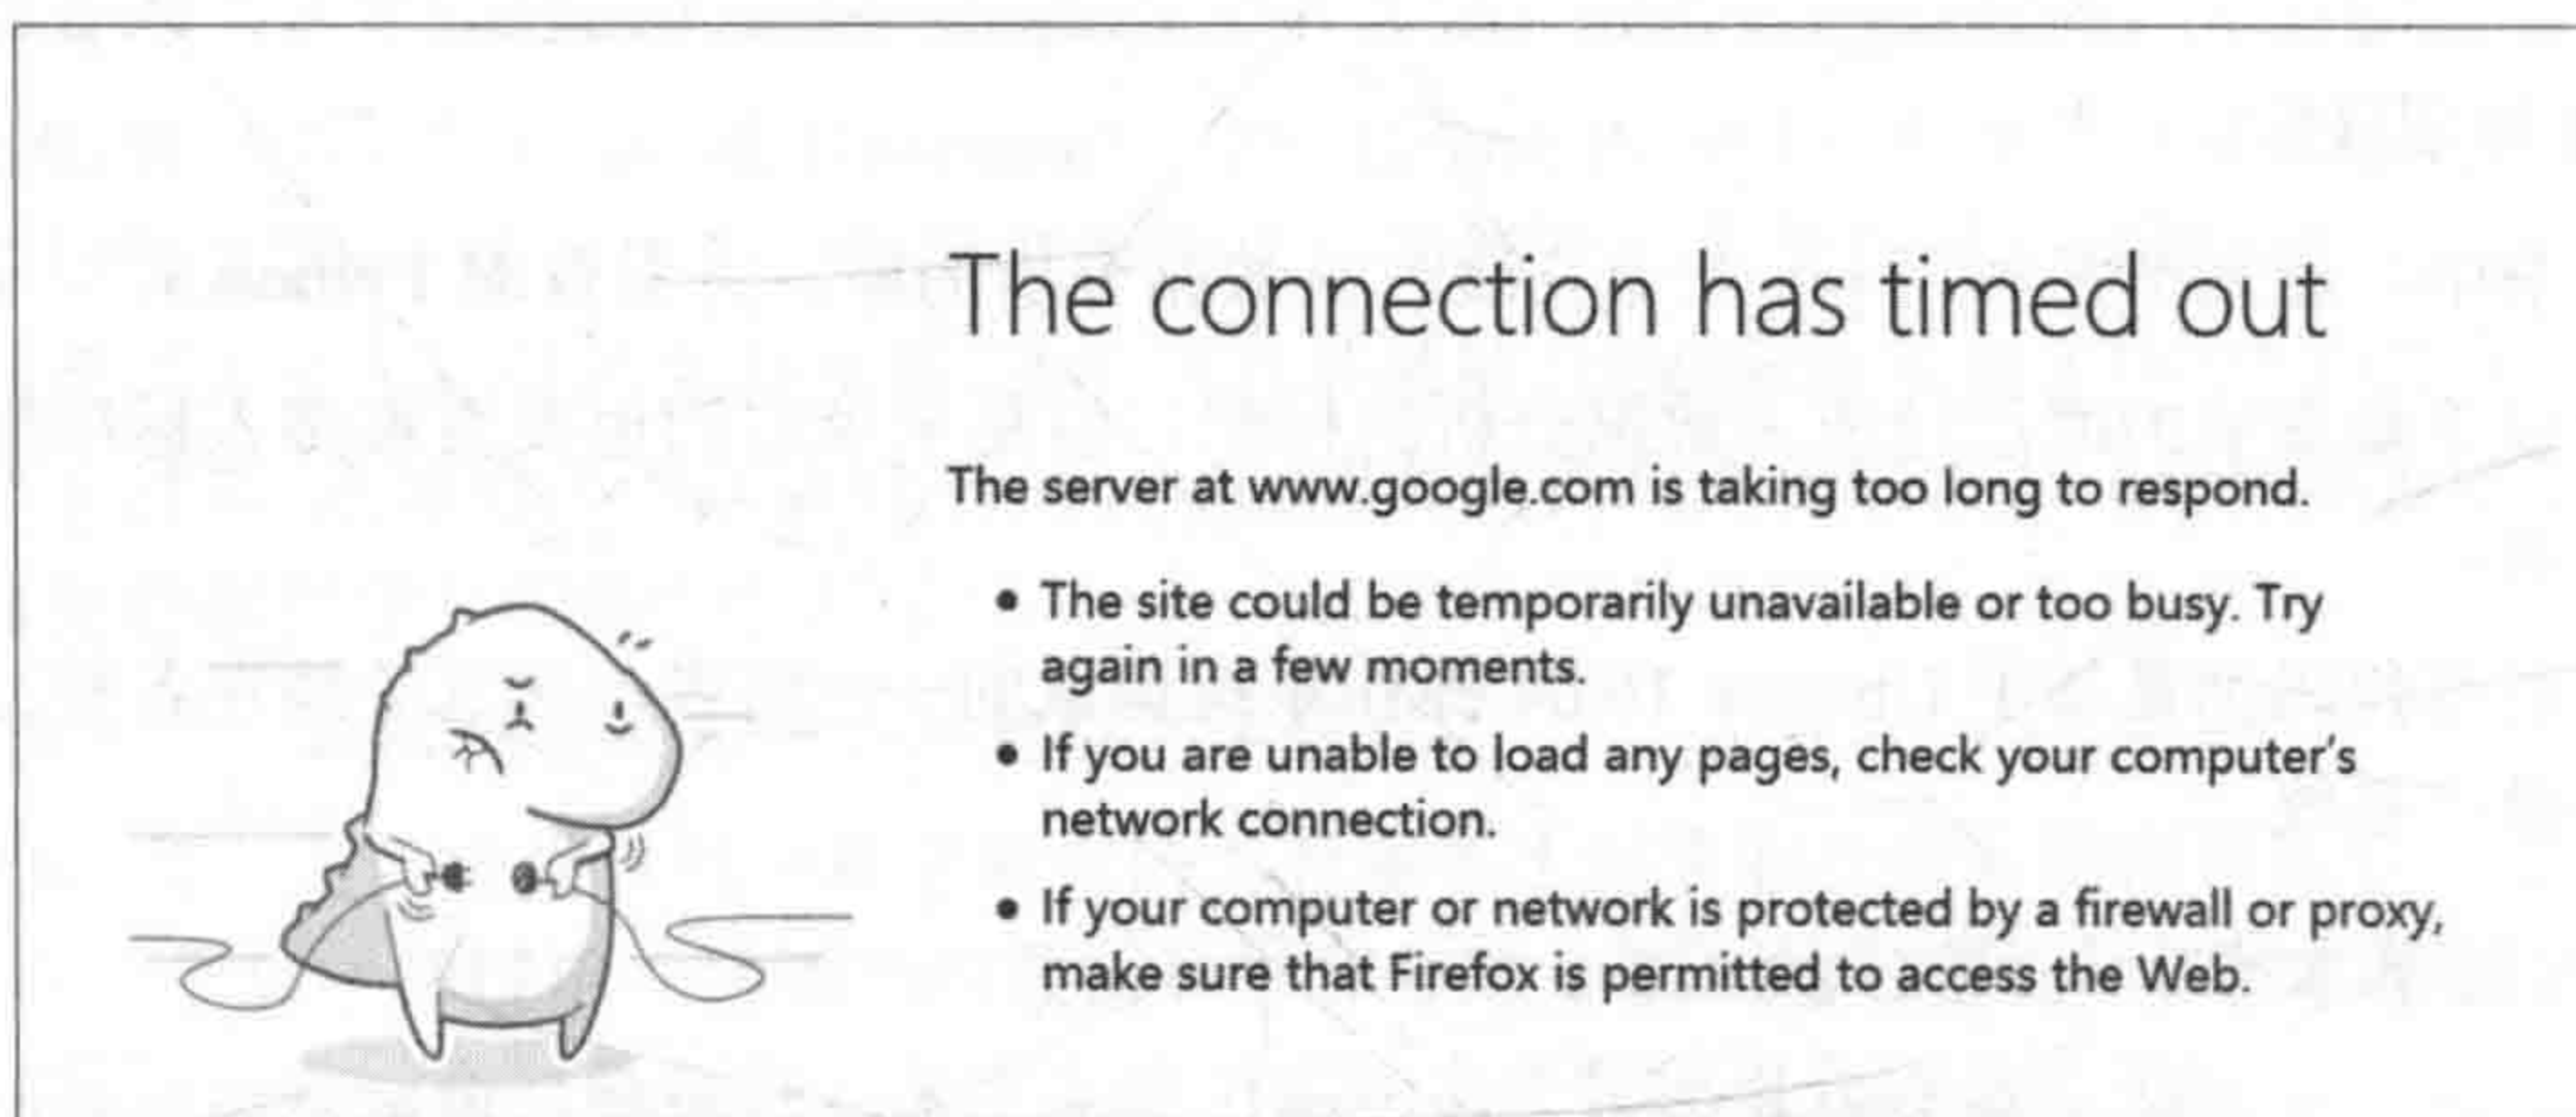 The connection has timed out
The server at www.google.com is taking too long to respond.
• The site could be temporarily unavailable or too busy. Try
again in a few moments.
• If you are unable to load any pages, check your computer's
network connection.
• If your computer or network is protected by a firewall or proxy,
make sure that Firefox is permitted to access the Web.